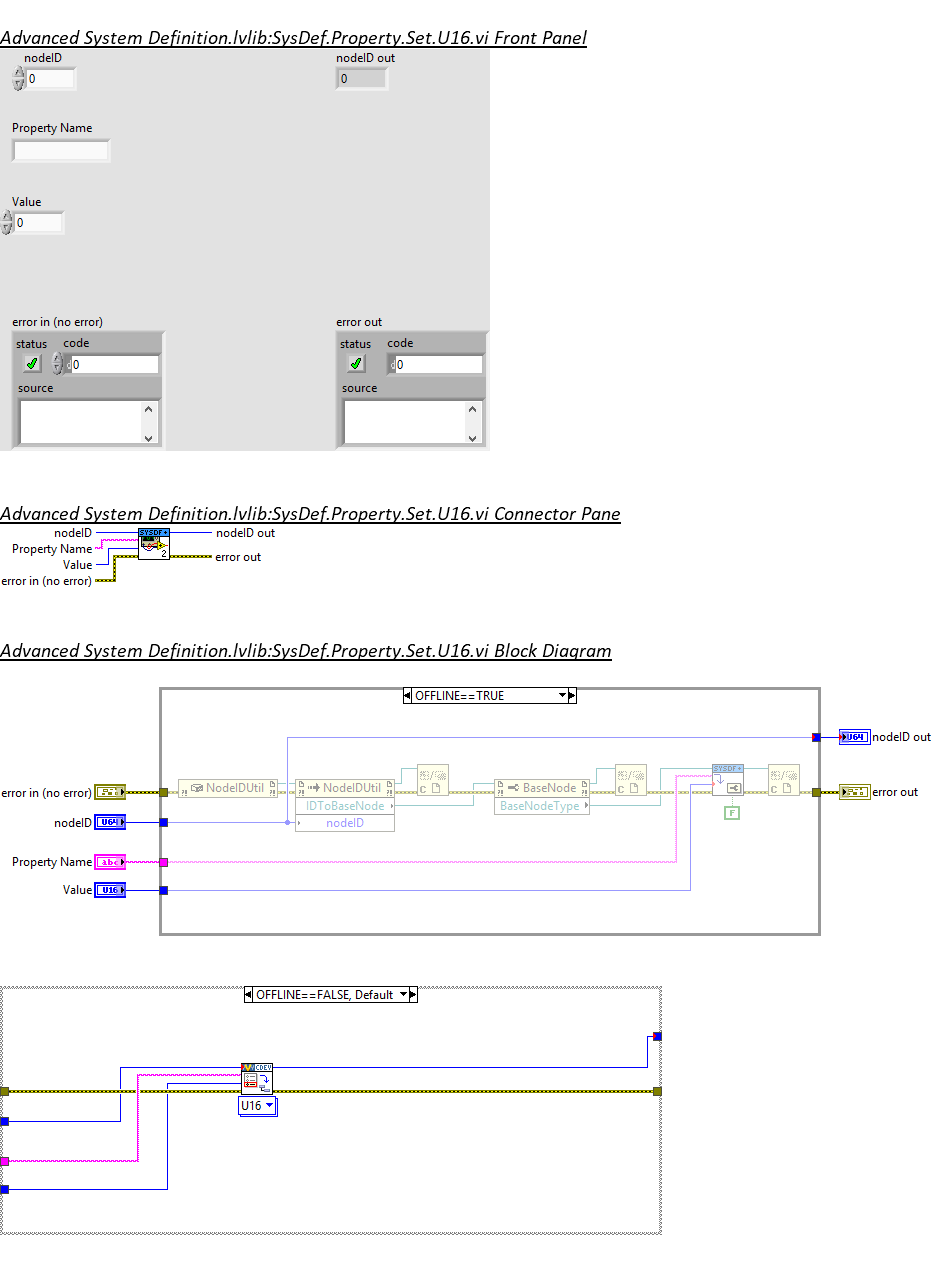 Advanced System Definition.lvlib:SysDef.Property.Set.U16.vi Front Panel
nodeID
nodeID out
0
0
Property Name
Value
0
error in (no error)
error out
status code
status code
0
0
source
source
Advanced System Definition.lvlib:SysDef.Property.Set.U16.vi Connector Pane
nodeID
SYSDF+
nodeID out
Property Name
Value
2
error out
error in (no error)
Advanced System Definition.lvlib:SysDef.Property.Set.U16.vi Block Diagram
OFFLINE==TRUE
U64
nodeID out
SYSDF+
error in (no error)
NodeIDUtil
NodeIDUtil
C
BaseNode
C
C
error out
IDToBaseNode
BaseNodeType
F
nodeID
U64
nodeID
Property Name
abc
Value
U16
OFFLINE==FALSE, Default
CDEV
U16